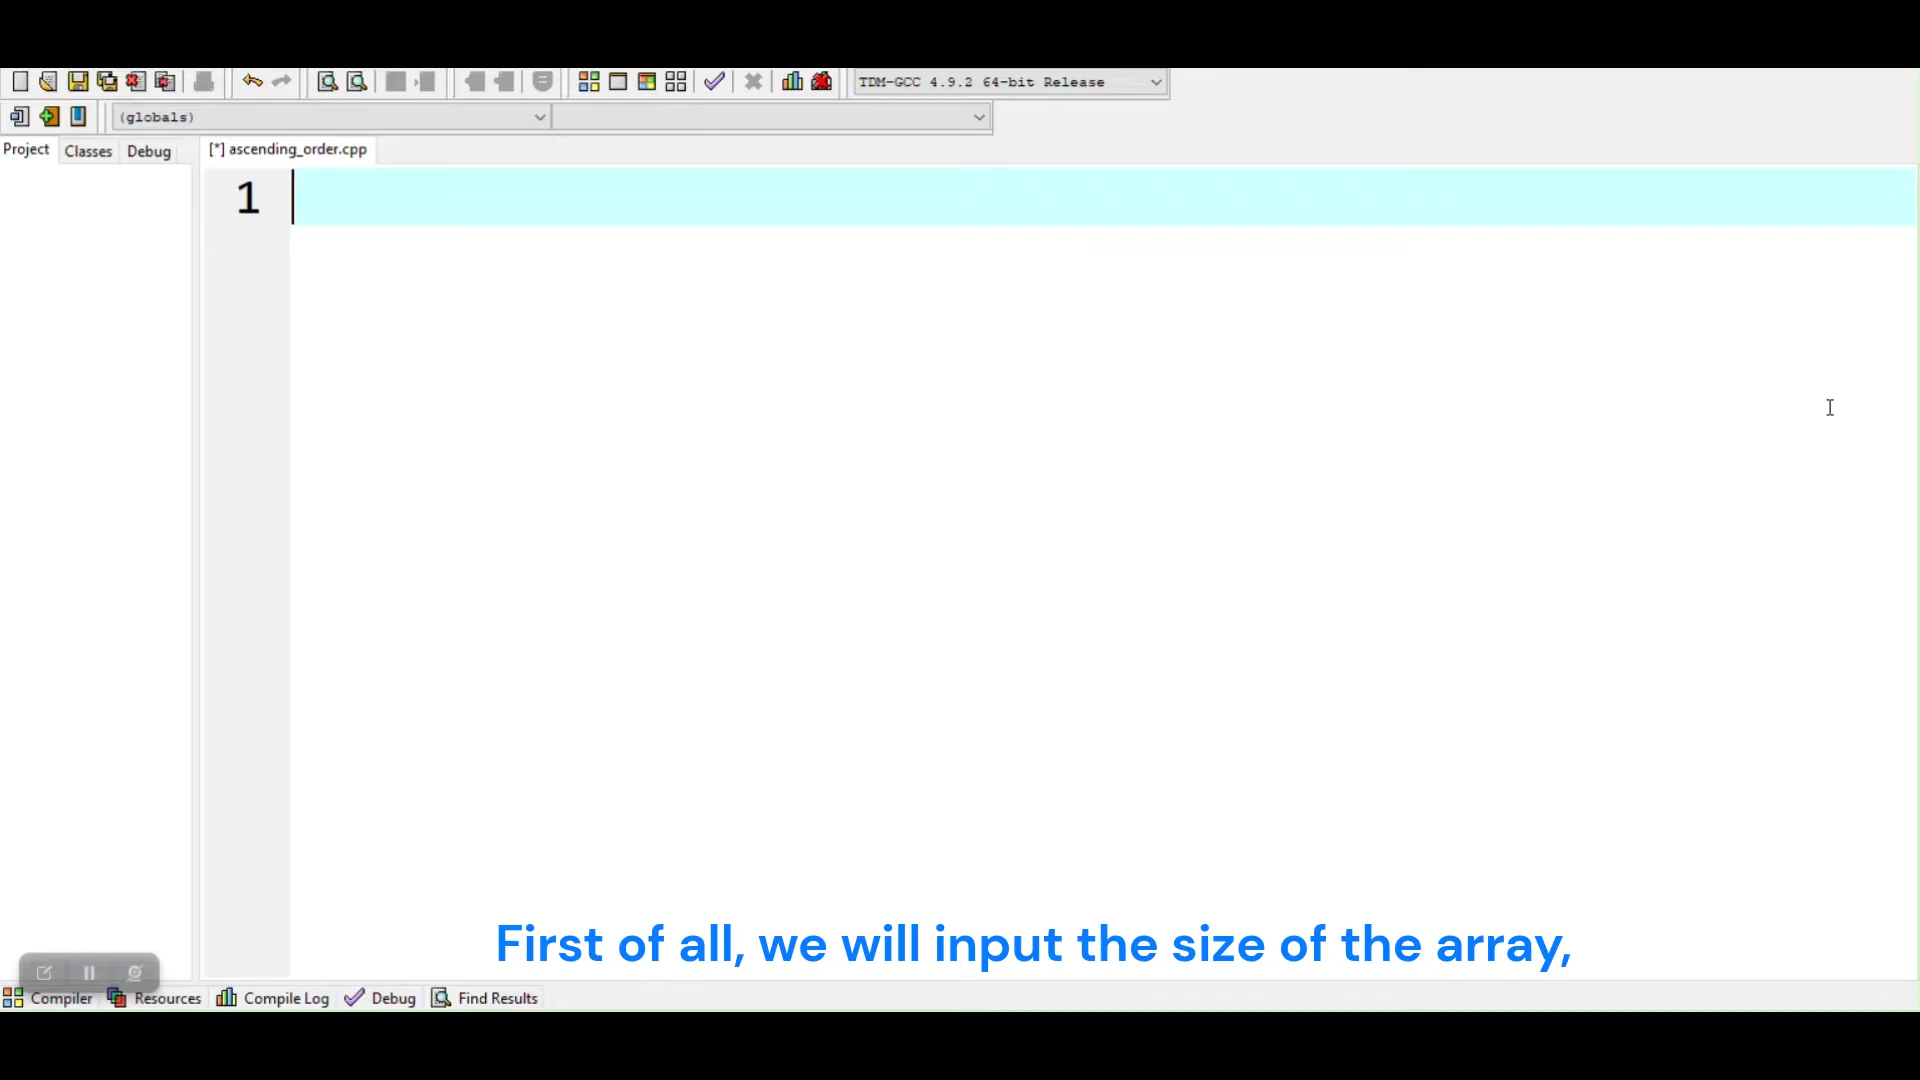 TDM-GCC 4.9.2 64-bit Release
(globals)
Project Classes Debug [*] ascending_order.cpp
1
First of all, we will input the size of the array,
Compiler Resources Compile Log Debug Find Results